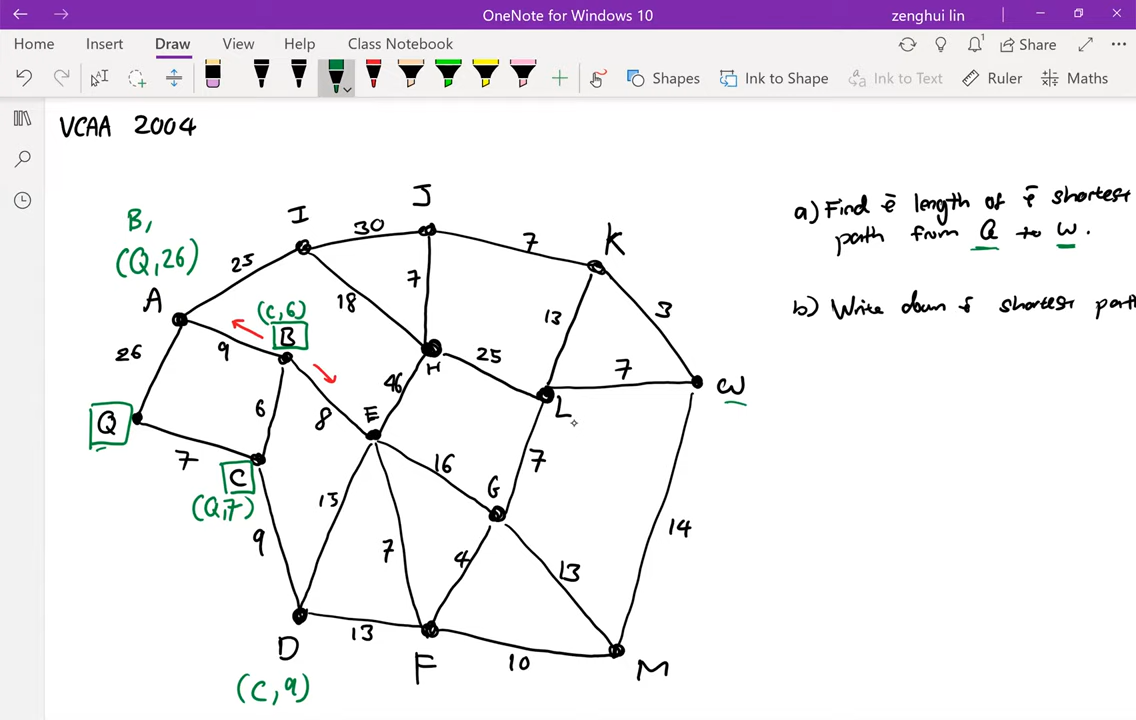 OneNote for Windows 10
zenghui lin
Home Insert Draw View Help Class Notebook
Share
Shapes Ink to Shape Ink to Text Ruler Maths
VCAA 2004
J
I
30
B,
(Q,26)
25
7
K
a) Find ē length of ē shortest
path from Q to W.
A
18
7
(C,6)
B
13
3
b) Write down ē shortest path
26
9
H
25
7
W
46
6
8
E
L
Q
7
C
(Q,7)
16
G
7
15
9
7
4
13
14
13
10
D
F
M
(C,9)